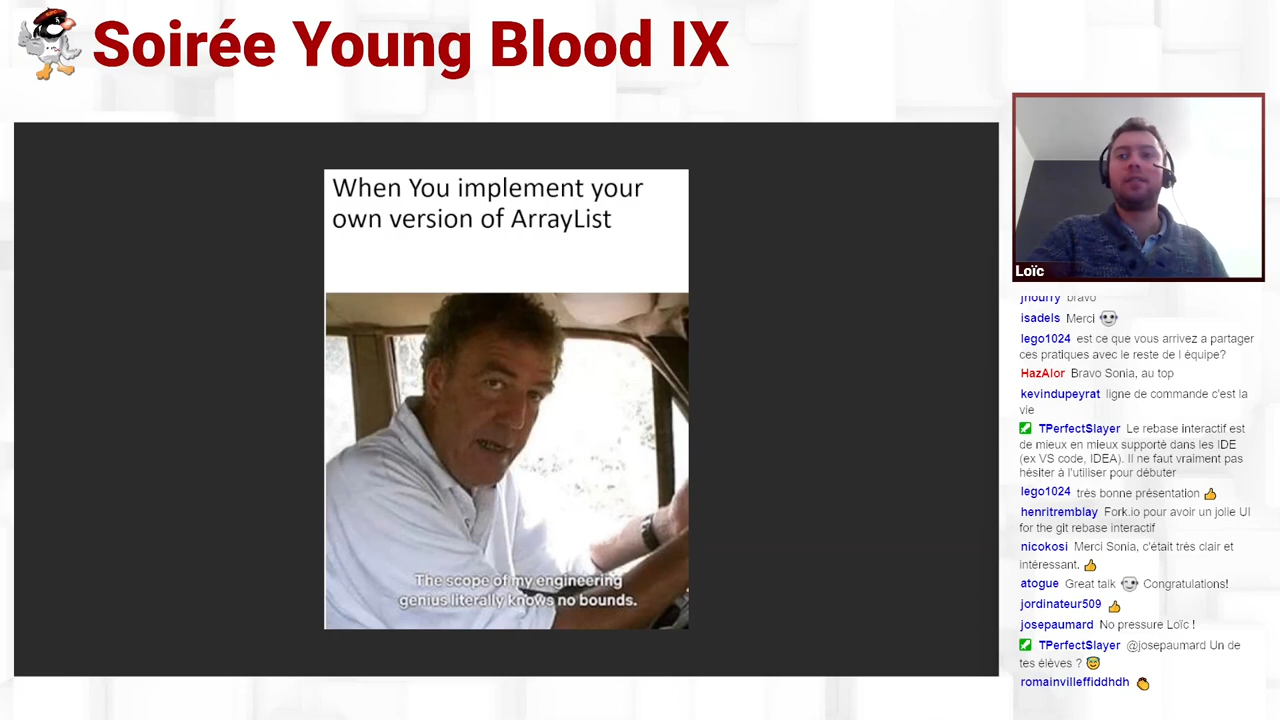 Soirée Young Blood IX
When You implement your
own version of ArrayList
The scope of my engineering
genius literally knows no bounds.
Loïc
jhourry bravo
isadels Merci
lego1024 est ce que vous arrivez a partager
ces pratiques avec le reste de l équipe?
HazAlor Bravo Sonia, au top
kevindupeyrat ligne de commande c'est la
vie
TPerfectSlayer Le rebase interactif est
de mieux en mieux supporté dans les IDE
(ex VS code, IDEA). Il ne faut vraiment pas
hésiter à l'utiliser pour débuter
lego1024 très bonne présentation 👍
henritremblay Fork.io pour avoir un jolie UI
for the git rebase interactif
nicokosi Merci Sonia, c'était très clair et
intéressant. 👍
atogue Great talk Congratulations!
jordinateur509 👍
josepaumard No pressure Loïc !
TPerfectSlayer @josepaumard Un de
tes élèves ? 😇
romainvilleffiddhdh 👏